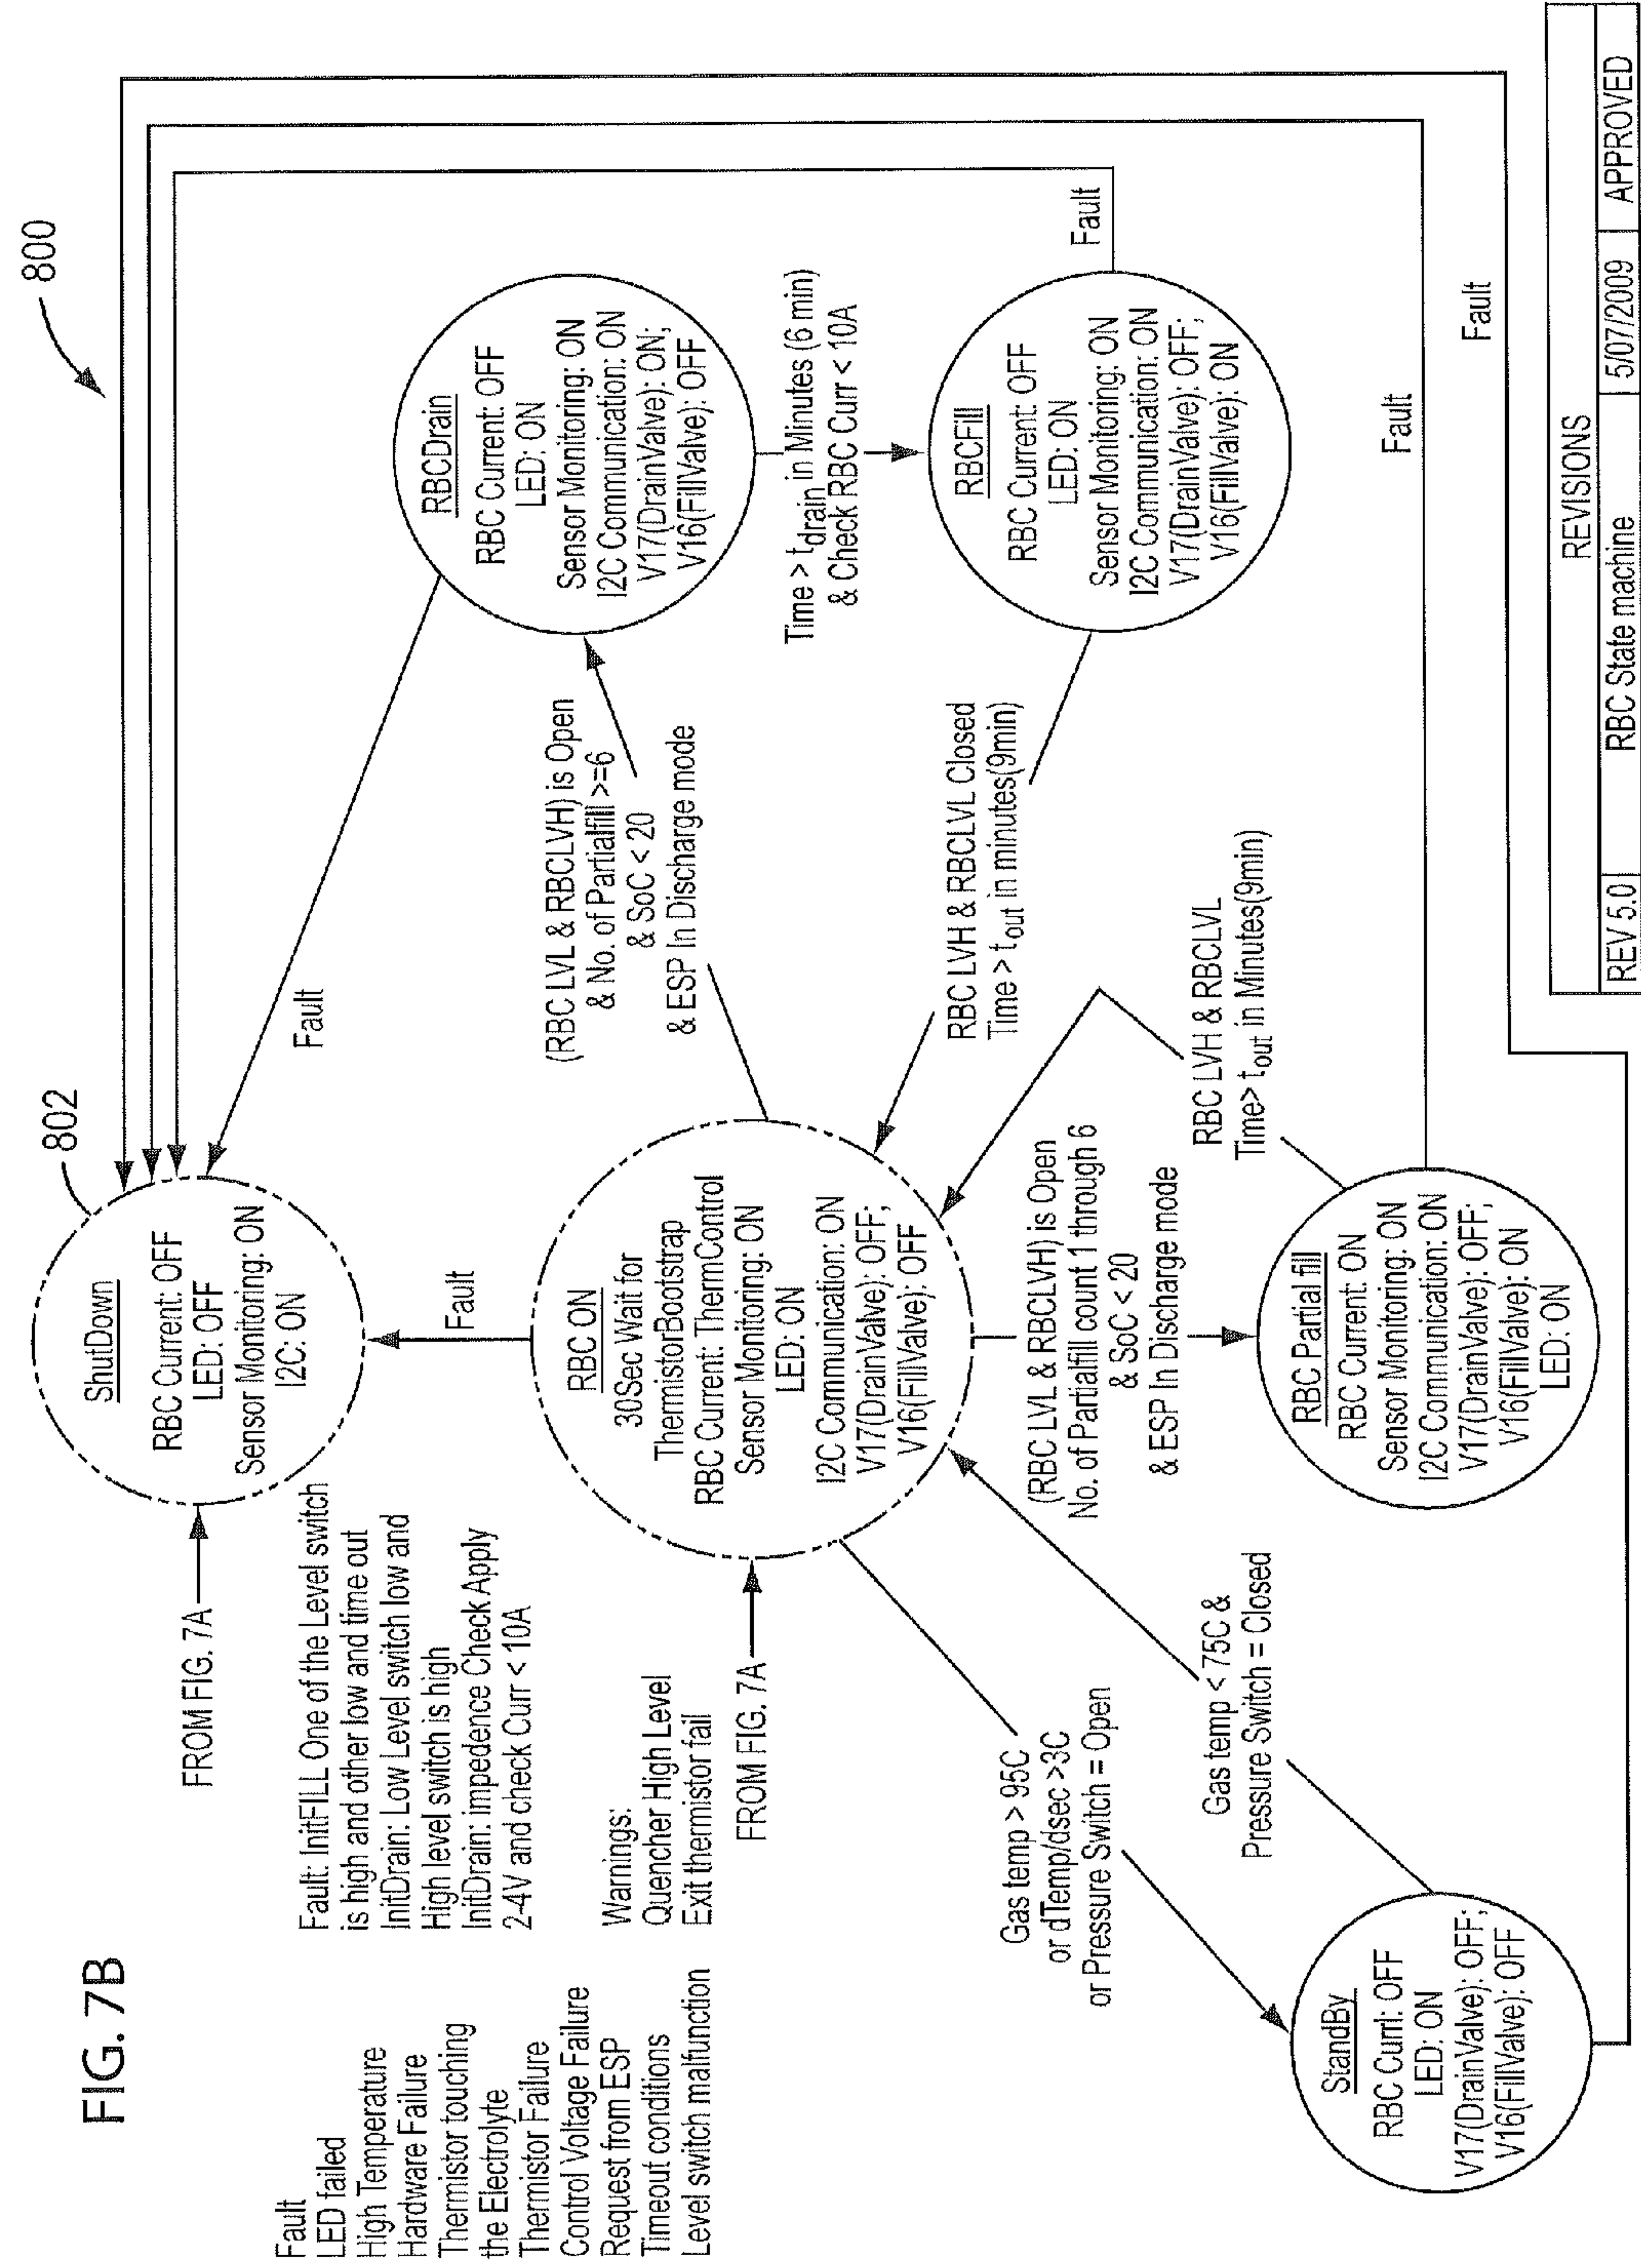 FIG. 7B
800
802
Fault
LED failed
High Temperature
Hardware Failure
Thermistor touching
the Electrolyte
Thermistor Failure
Control Voltage Failure
Request from ESP
Timeout conditions
Level switch malfunction
FROM FIG. 7A
Fault: InitFILL One of the Level switch
is high and other low and time out
InitDrain: Low Level switch low and
High level switch is high
InitDrain: impedence Check Apply
2-4V and check Curr < 10A
Warnings:
Quencher High Level
Exit thermistor fail
FROM FIG. 7A
ShutDown
RBC Current: OFF
LED: OFF
Sensor Monitoring: ON
I2C: ON
Fault
Fault
RBC ON
30Sec Wait for
ThermistorBootstrap
RBC Current: ThermControl
Sensor Monitoring: ON
LED: ON
I2C Communication: ON
V17(DrainValve): OFF;
V16(FillValve): OFF
(RBC LVL & RBCLVH) is Open
& No. of Partialfill >=6
& SoC < 20
& ESP In Discharge mode
RBCDrain
RBC Current: OFF
LED: ON
Sensor Monitoring: ON
I2C Communication: ON
V17(DrainValve): ON;
V16(FillValve): OFF
Time > tdrain in Minutes (6 min)
& Check RBC Curr < 10A
RBCFill
RBC Current: OFF
LED: ON
Sensor Monitoring: ON
I2C Communication: ON
V17(DrainValve): OFF;
V16(FillValve): ON
Fault
RBC LVH & RBCLVL Closed
Time > tout in minutes(9min)
RBC LVH & RBCLVL
Time> tout in Minutes(9min)
(RBC LVL & RBCLVH) is Open
No. of Partialfill count 1 through 6
& SoC < 20
& ESP In Discharge mode
RBC Partial fill
RBC Current: ON
Sensor Monitoring: ON
I2C Communication: ON
V17(DrainValve): OFF;
V16(FillValve): ON
LED: ON
Fault
Fault
Gas temp > 95C
or dTemp/dsec >3C
or Pressure Switch = Open
Gas temp < 75C &
Pressure Switch = Closed
StandBy
RBC Currl: OFF
LED: ON
V17(DrainValve): OFF;
V16(FillValve): OFF
REVISIONS
REV 5.0 RBC State machine 5/07/2009 APPROVED